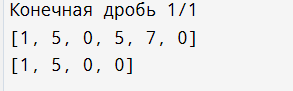 Конечная дробь 1/1
[1, 5, 0, 5, 7, 0]
[1, 5, 0, 0]